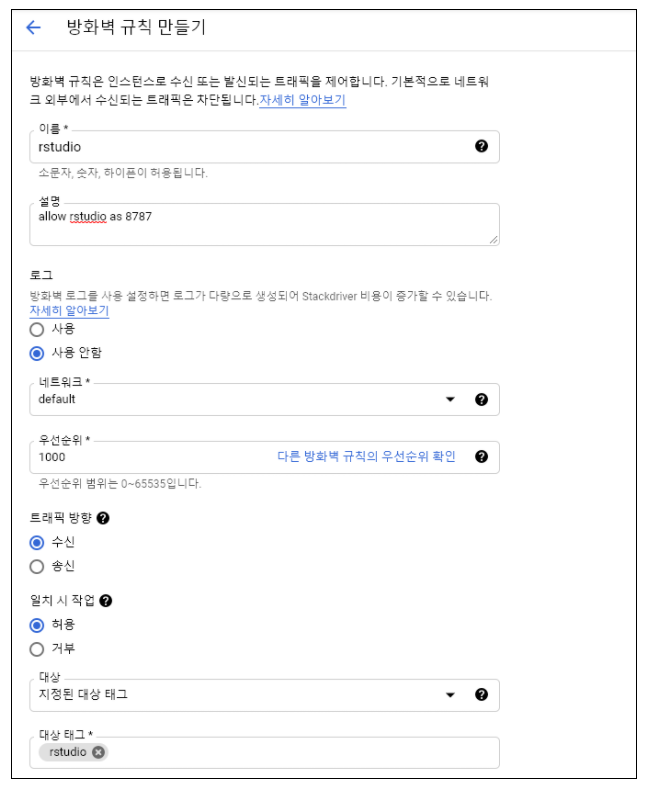 방화벽 규칙 만들기
방화벽 규칙은 인스턴스로 수신 또는 발신되는 트래픽을 제어합니다. 기본적으로 네트워
크 외부에서 수신되는 트래픽은 차단됩니다.자세히 알아보기
이름 *
rstudio
소문자, 숫자, 하이픈이 허용됩니다.
설명
allow rstudio as 8787
로그
방화벽 로그를 사용 설정하면 로그가 다량으로 생성되어 Stackdriver 비용이 증가할 수 있습니다.
자세히 알아보기
사용
사용 안함
네트워크 *
default
우선순위 *
1000 다른 방화벽 규칙의 우선순위 확인
우선순위 범위는 0~65535입니다.
트래픽 방향
수신
송신
일치 시 작업
허용
거부
대상
지정된 대상 태그
대상 태그 *
rstudio